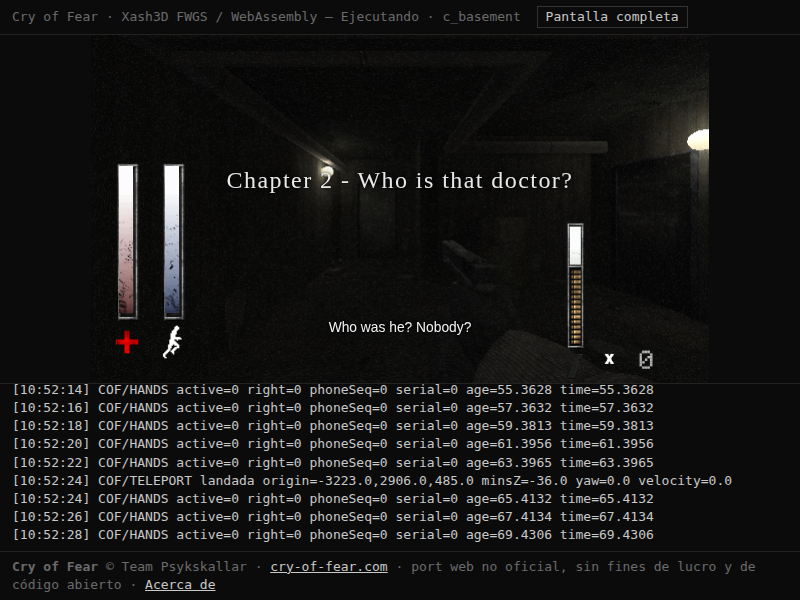 Cry of Fear · Xash3D FWGS / WebAssembly — Ejecutando · c_basement
Pantalla completa
Chapter 2 - Who is that doctor?
Who was he? Nobody?
x 0
[10:52:14] COF/HANDS active=0 right=0 phoneSeq=0 serial=0 age=55.3628 time=55.3628
[10:52:16] COF/HANDS active=0 right=0 phoneSeq=0 serial=0 age=57.3632 time=57.3632
[10:52:18] COF/HANDS active=0 right=0 phoneSeq=0 serial=0 age=59.3813 time=59.3813
[10:52:20] COF/HANDS active=0 right=0 phoneSeq=0 serial=0 age=61.3956 time=61.3956
[10:52:22] COF/HANDS active=0 right=0 phoneSeq=0 serial=0 age=63.3965 time=63.3965
[10:52:24] COF/TELEPORT landada origin=-3223.0,2906.0,485.0 minsZ=-36.0 yaw=0.0 velocity=0.0
[10:52:24] COF/HANDS active=0 right=0 phoneSeq=0 serial=0 age=65.4132 time=65.4132
[10:52:26] COF/HANDS active=0 right=0 phoneSeq=0 serial=0 age=67.4134 time=67.4134
[10:52:28] COF/HANDS active=0 right=0 phoneSeq=0 serial=0 age=69.4306 time=69.4306
Cry of Fear © Team Psykskallar · cry-of-fear.com · port web no oficial, sin fines de lucro y de
código abierto · Acerca de